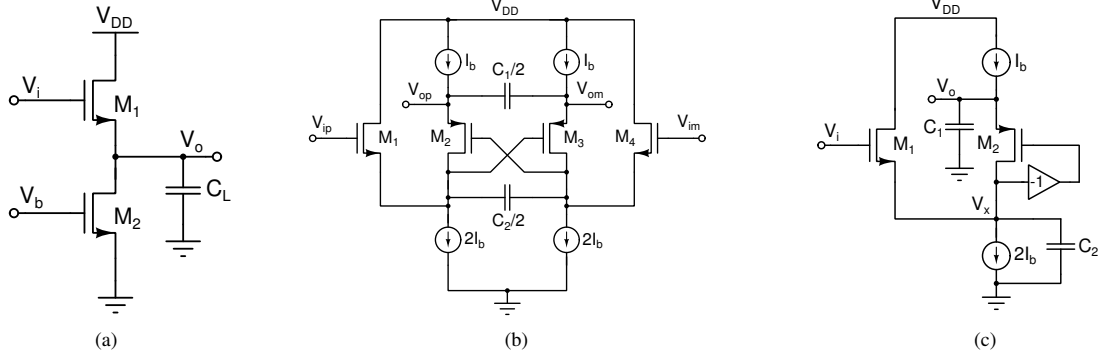 V_DD
V_i
M_1
V_o
C_L
V_b
M_2
(a)
V_DD
I_b
I_b
C_1/2
V_op
V_om
V_ip
M_1
M_2
M_3
M_4
V_im
C_2/2
2I_b
2I_b
(b)
V_DD
I_b
V_o
C_1
V_i
M_1
M_2
-1
V_x
2I_b
C_2
(c)